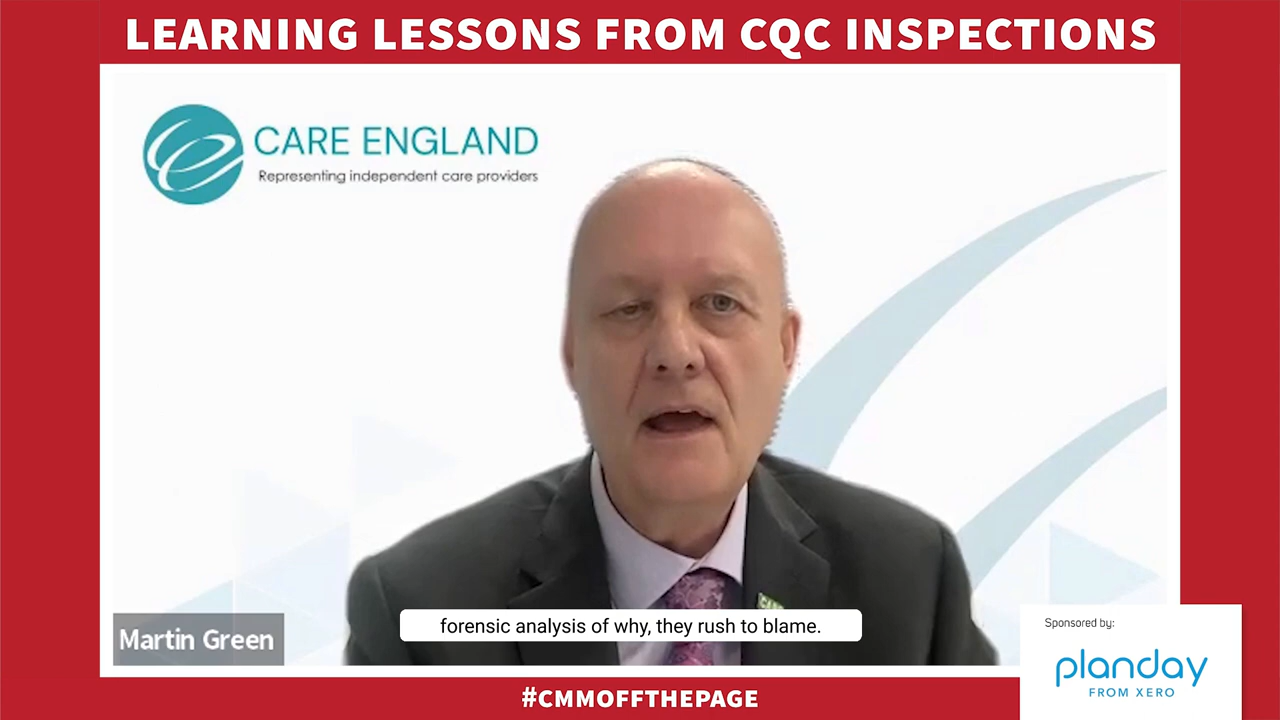 LEARNING LESSONS FROM CQC INSPECTIONS
CARE ENGLAND
Representing independent care providers
forensic analysis of why, they rush to blame.
Martin Green
Sponsored by:
planday
FROM XERO
#CMMOFFTHEPAGE